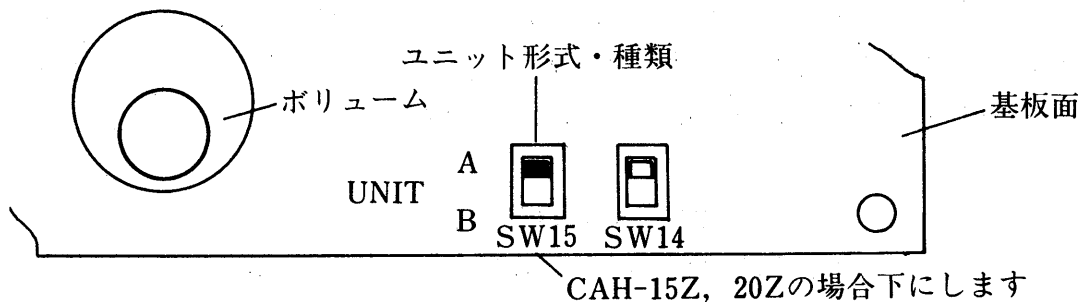 ユニット形式・種類
ボリューム
基板面
A
UNIT
B
SW15 SW14
CAH-15Z, 20Zの場合下にします